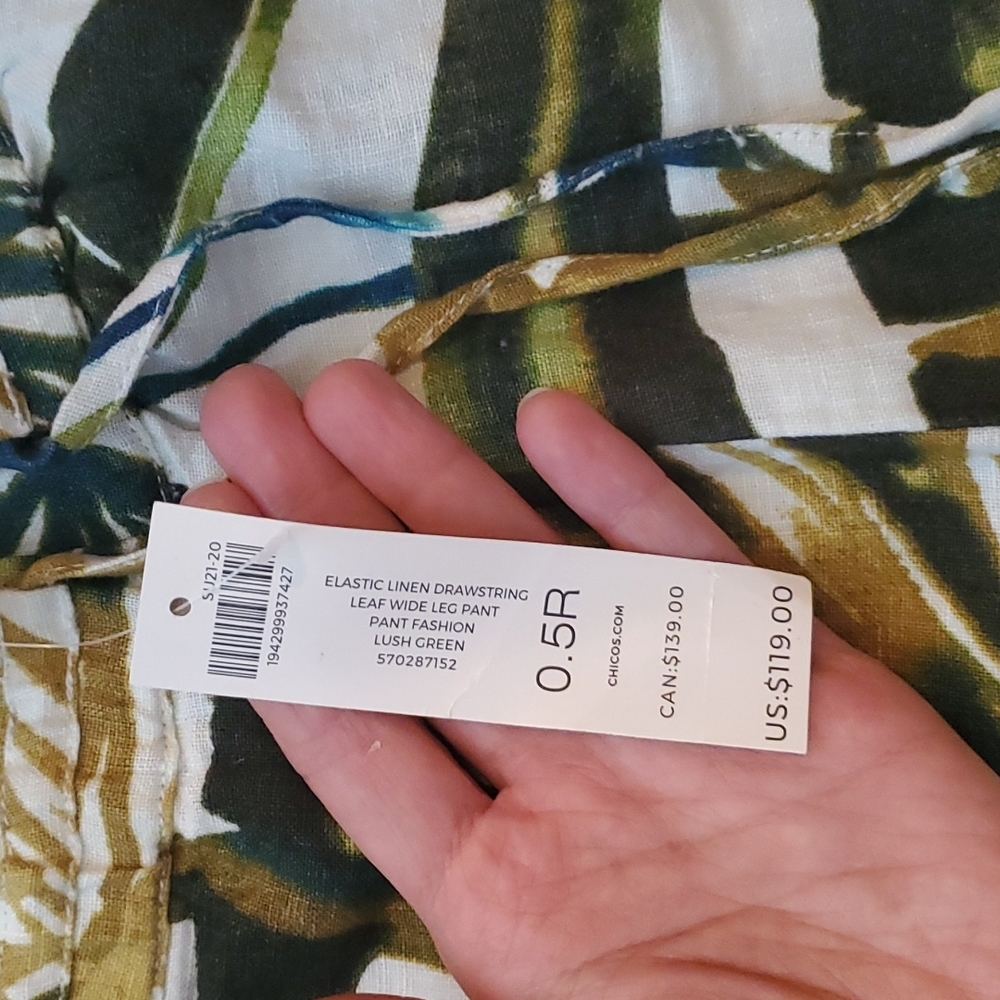 S'J21-20
194299937427
ELASTIC LINEN DRAWSTRING
LEAF WIDE LEG PANT
PANT FASHION
LUSH GREEN
570287152
0.5R
CHICOS.COM
CAN:$139.00
US:$119.00